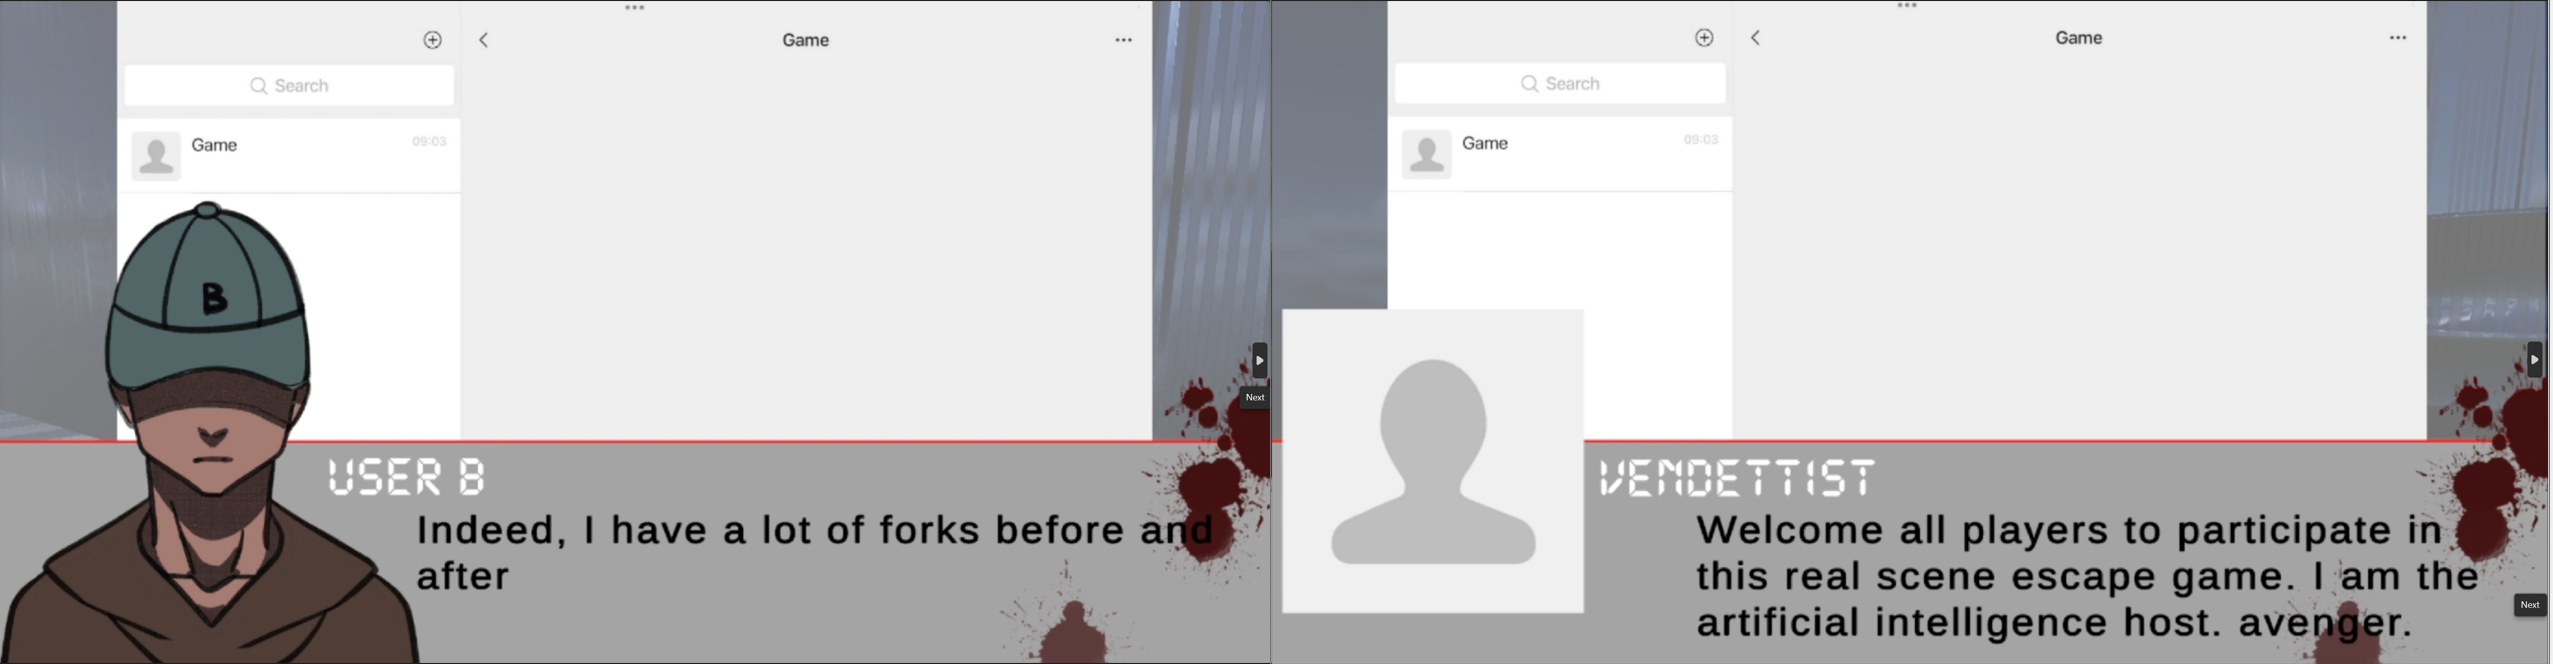 Game
Search
Game 09:03
B
Next
USER B
Indeed, I have a lot of forks before and
after
Game
Search
Game 09:03
VENDETTIST
Welcome all players to participate in
this real scene escape game. I am the
artificial intelligence host. avenger.
Next